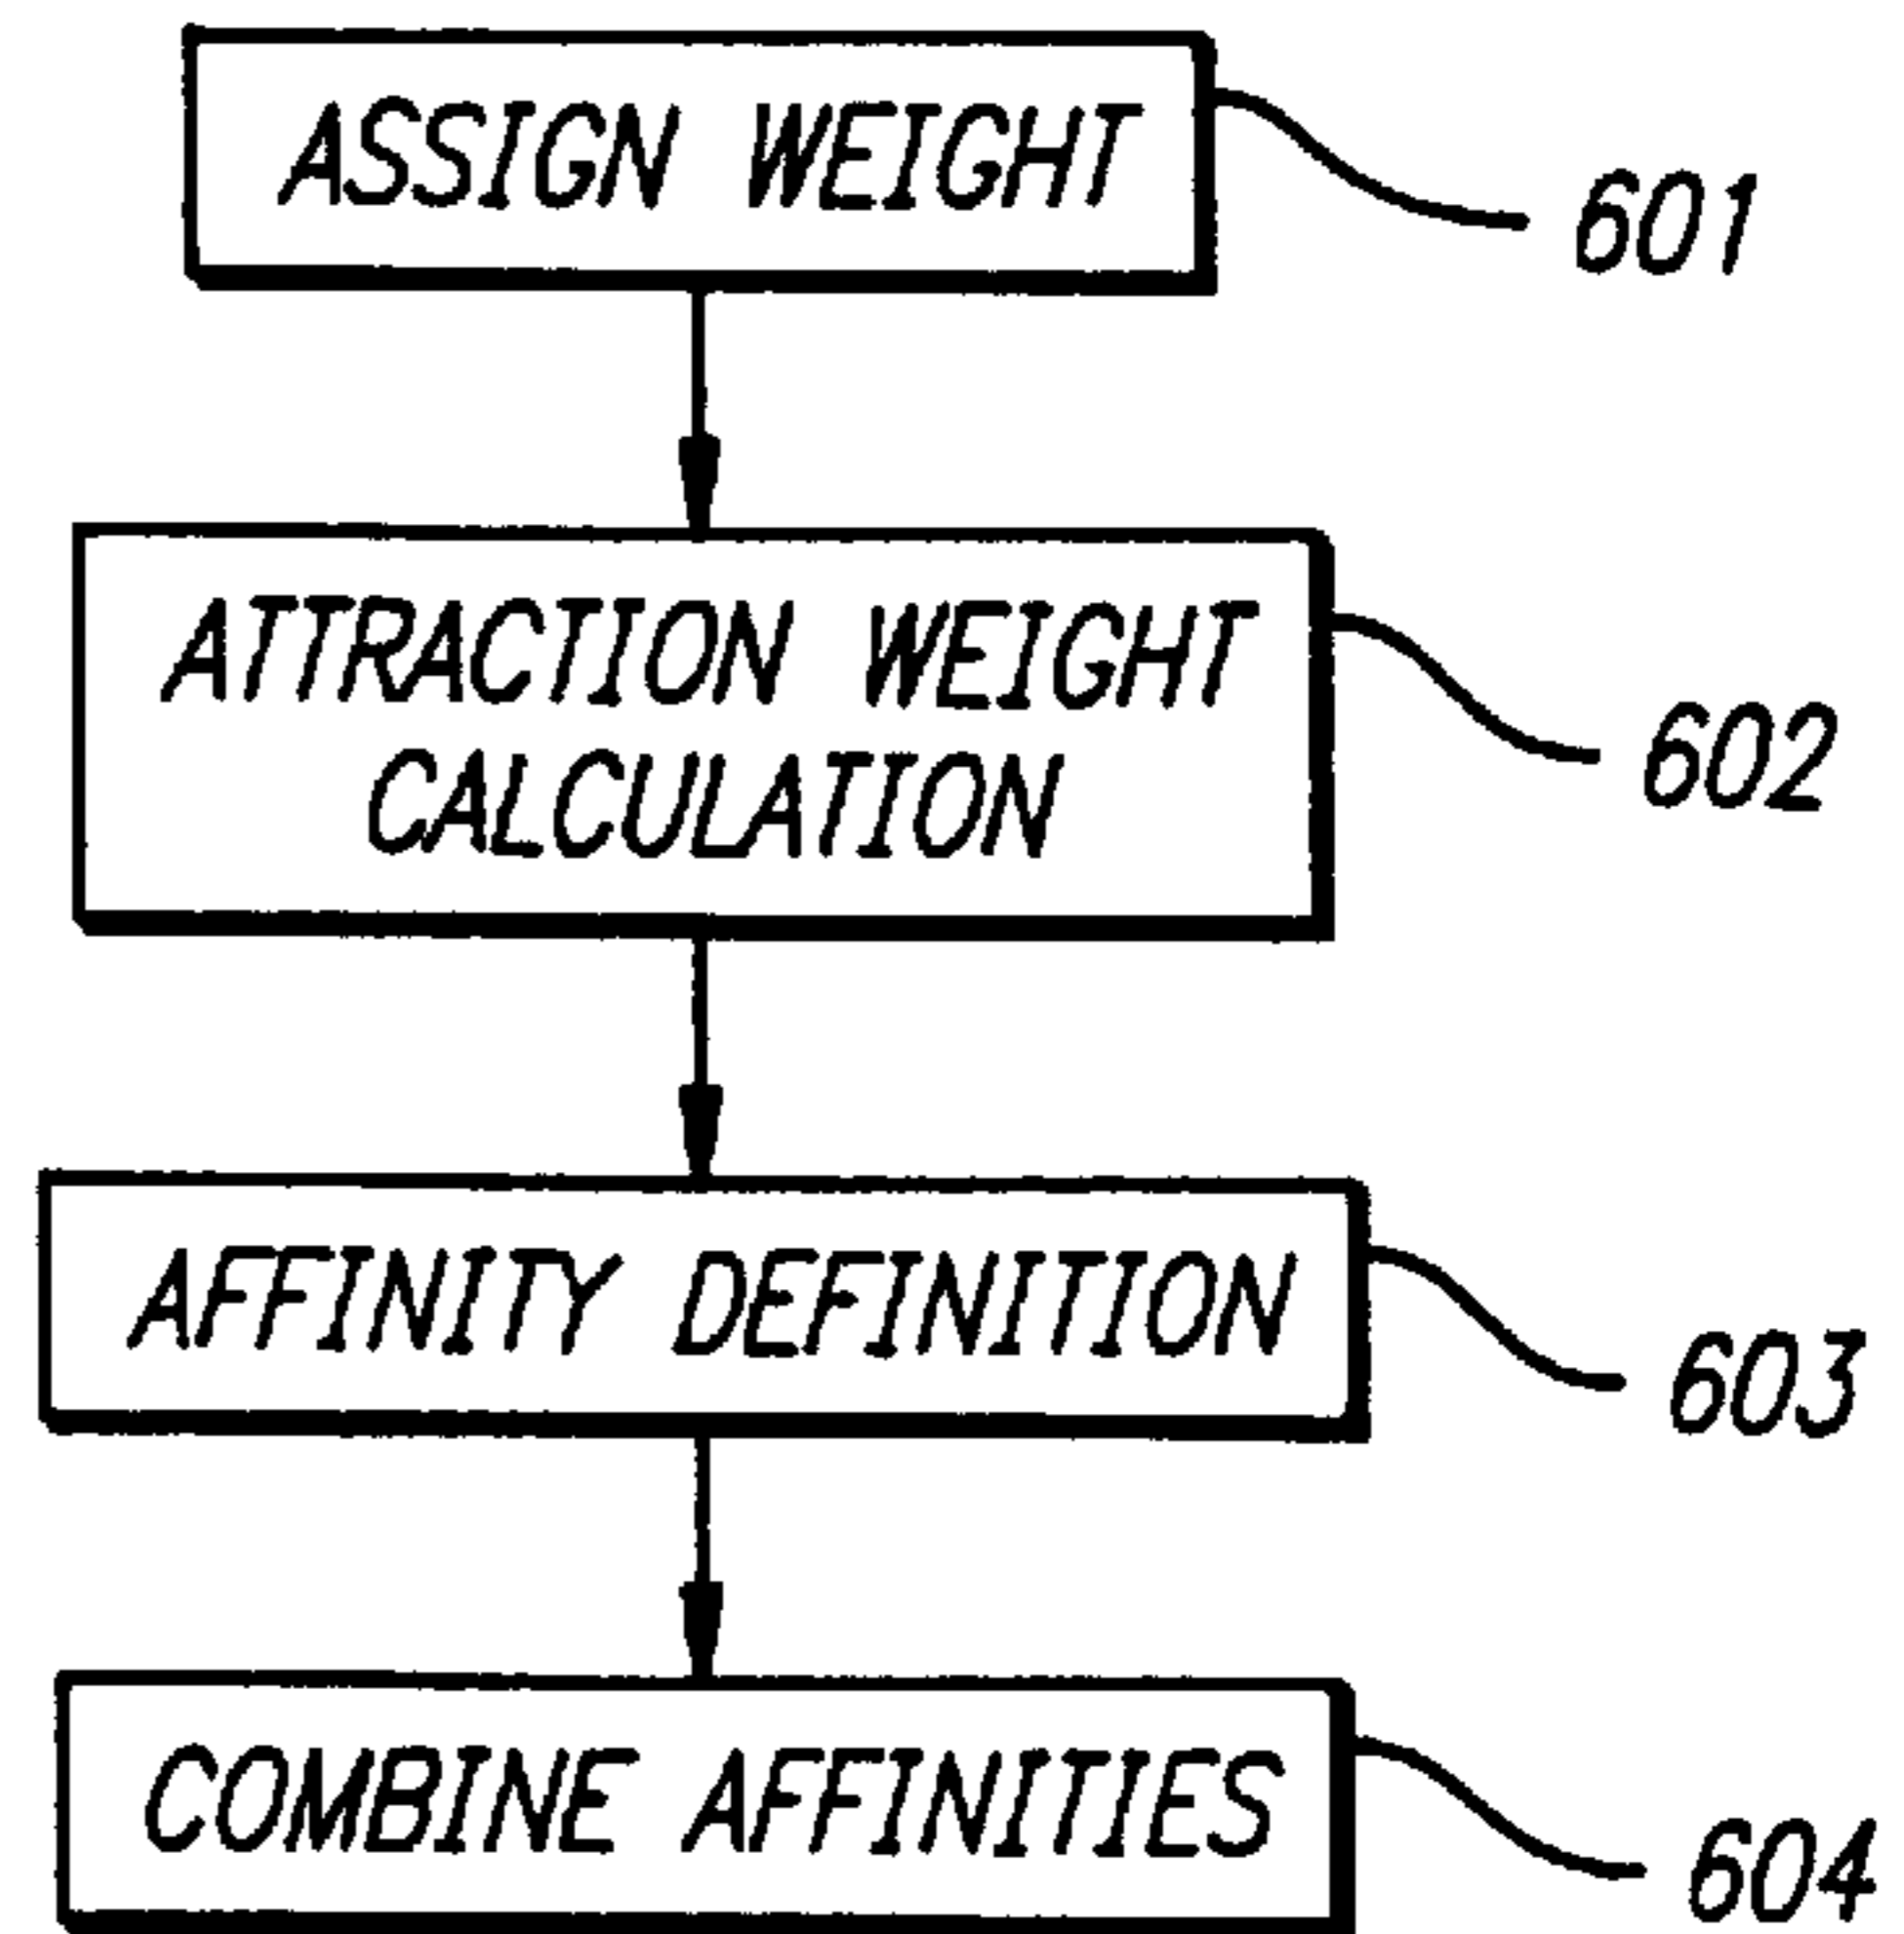 ASSIGN WEIGHT
601
ATTRACTION WEIGHT
CALCULATION
602
AFFINITY DEFINITION
603
COMBINE AFFINITIES
604